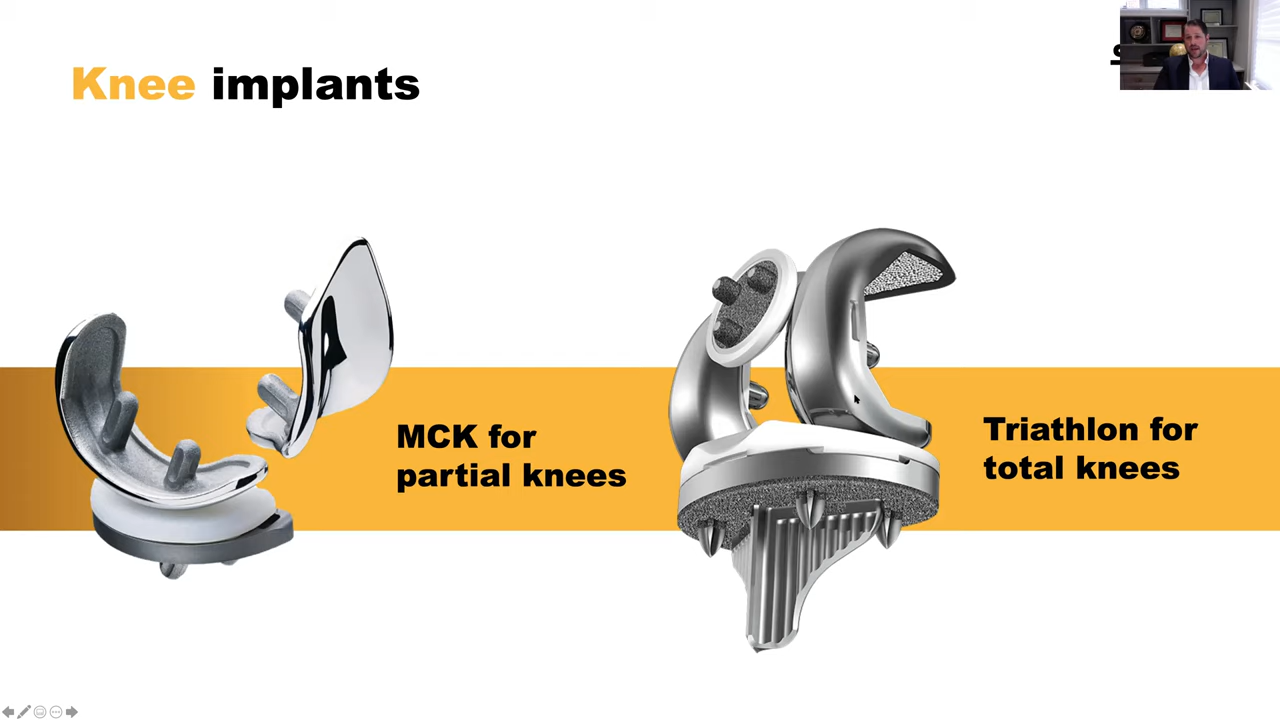 Knee implants
MCK for
partial knees
Triathlon for
total knees